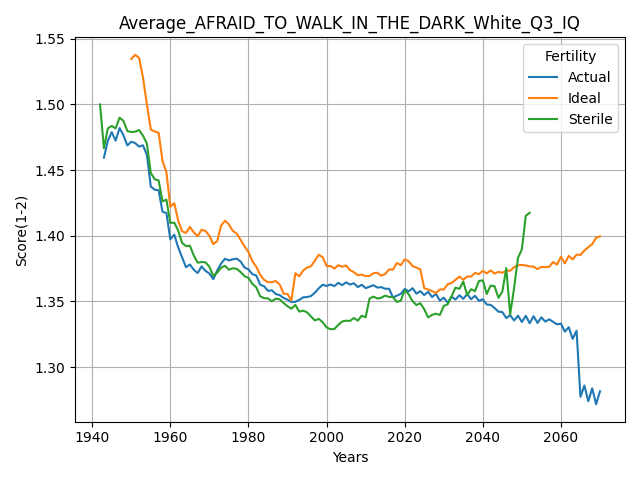 Average_AFRAID_TO_WALK_IN_THE_DARK_White_Q3_IQ
Fertility
Actual
Ideal
Sterile
Score(1-2)
1.55
1.50
1.45
1.40
1.35
1.30
1940
1960
1980
2000
2020
2040
2060
Years